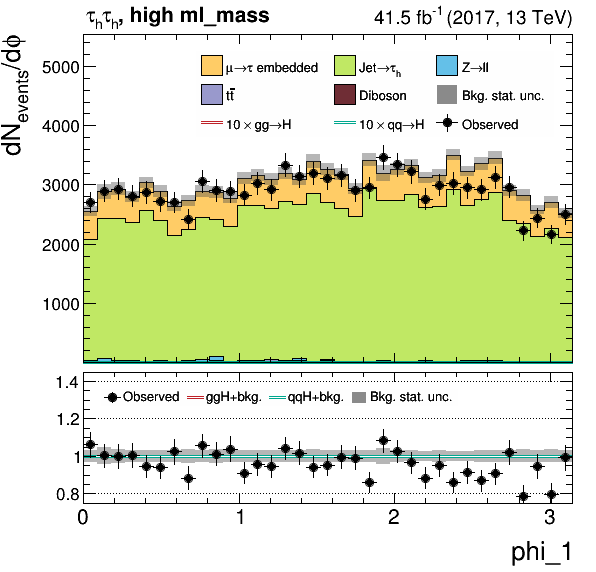 τhτh, high ml_mass
41.5 fb⁻¹ (2017, 13 TeV)
dNevents/dϕ
μ→τ embedded
Jet→τh
Z→ll
tt̄
Diboson
Bkg. stat. unc.
10 × gg→H
10 × qq→H
Observed
5000
4000
3000
2000
1000
Observed
ggH+bkg.
qqH+bkg.
Bkg. stat. unc.
1.4
1.2
1
0.8
0
1
2
3
phi_1